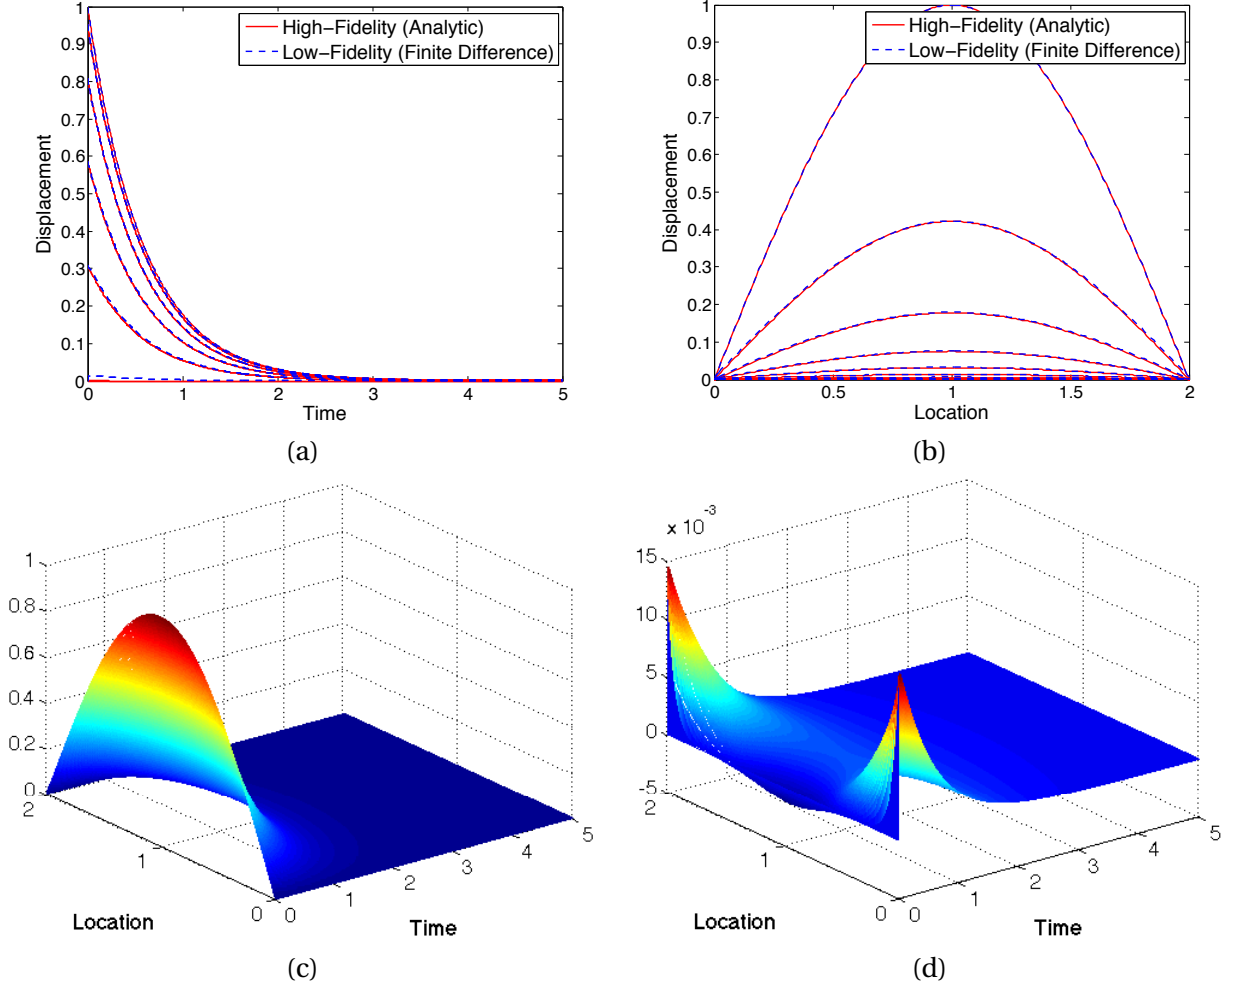 1
0.9
0.8
0.7
0.6
0.5
0.4
0.3
0.2
0.1
0
Displacement
0 1 2 3 4 5
Time
High-Fidelity (Analytic)
Low-Fidelity (Finite Difference)
(a)
1
0.9
0.8
0.7
0.6
0.5
0.4
0.3
0.2
0.1
0
Displacement
0 0.5 1 1.5 2
Location
High-Fidelity (Analytic)
Low-Fidelity (Finite Difference)
(b)
1
0.8
0.6
0.4
0.2
0
2 1 0
Location
0 1 2 3 4 5
Time
(c)
x 10⁻³
15
10
5
0
-5
2 1 0
Location
0 1 2 3 4 5
Time
(d)